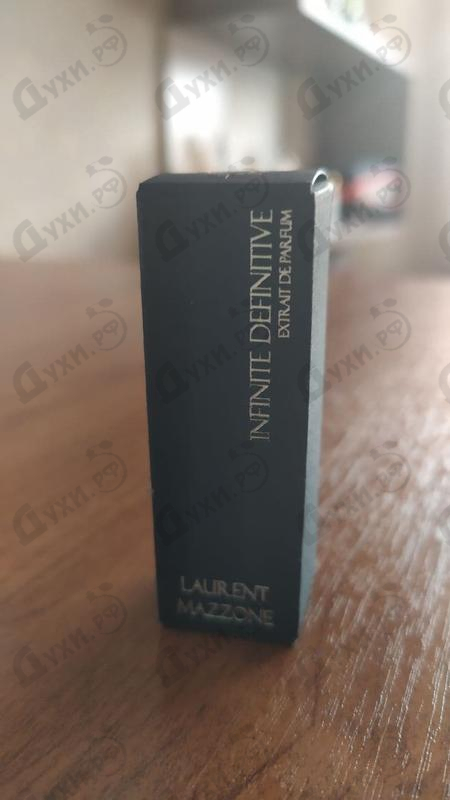 INFINITE DEFINITIVE
EXTRAIT DE PARFUM
LAURENT
MAZZONE
Духи.рф